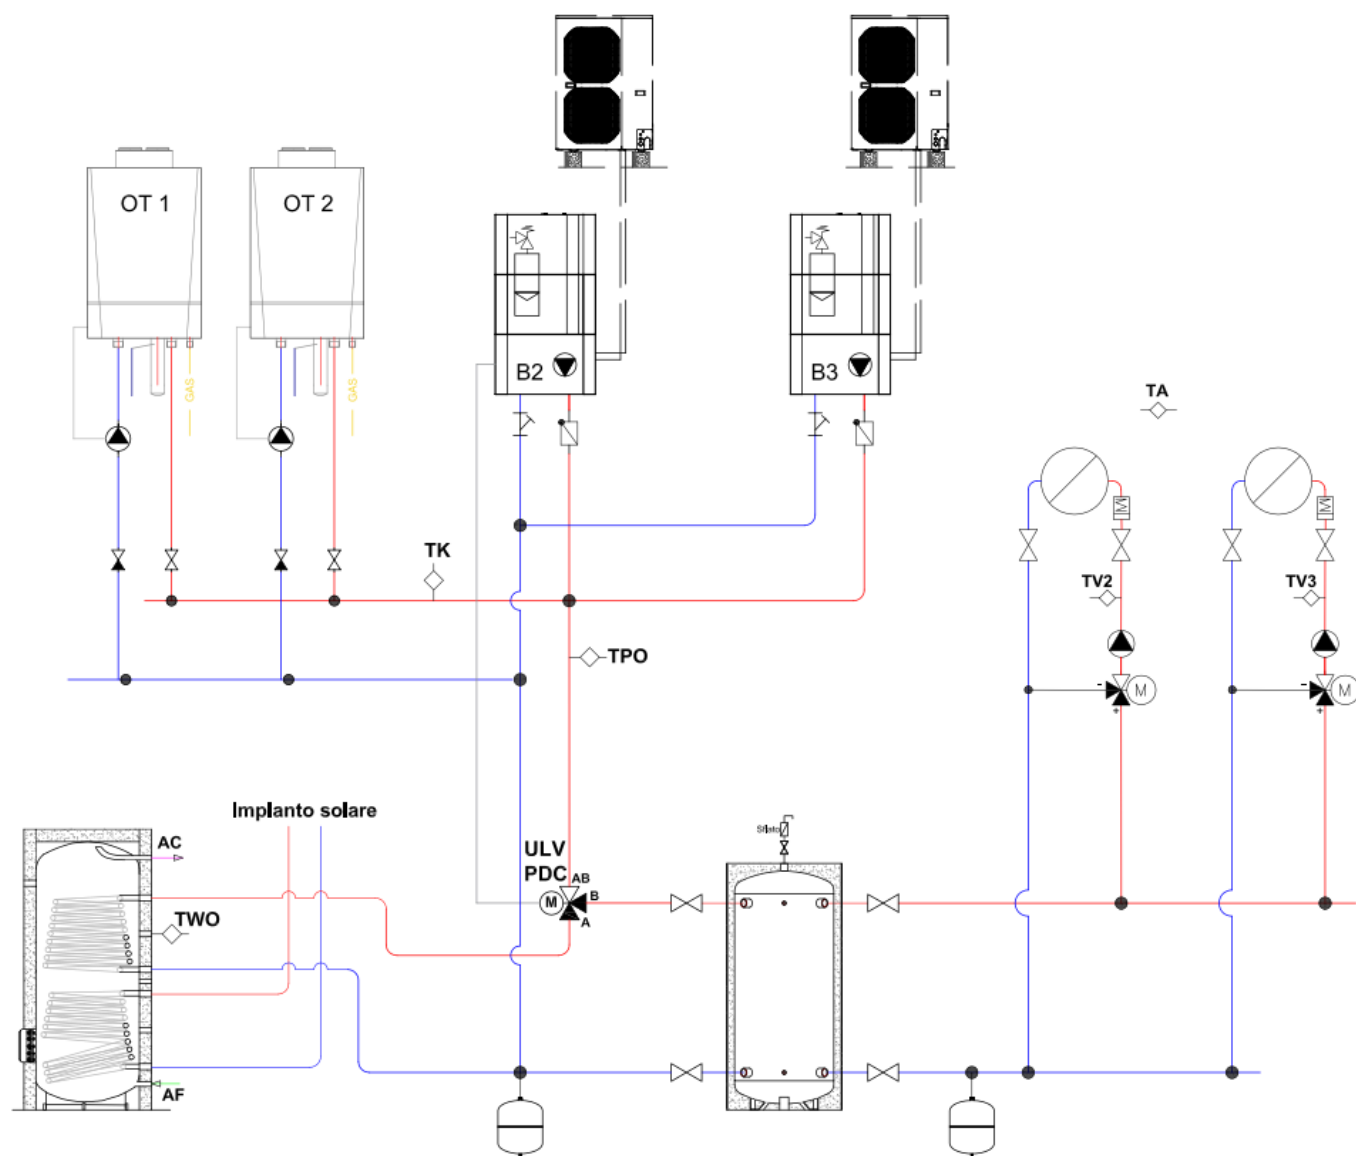 OT 1
OT 2
GAS
GAS
B2
B3
TA
TK
TV2
TV3
TPO
M
M
-
-
+
+
Implanto solare
AC
ULV
PDC
AB
B
M
A
Sfiato
TWO
AF